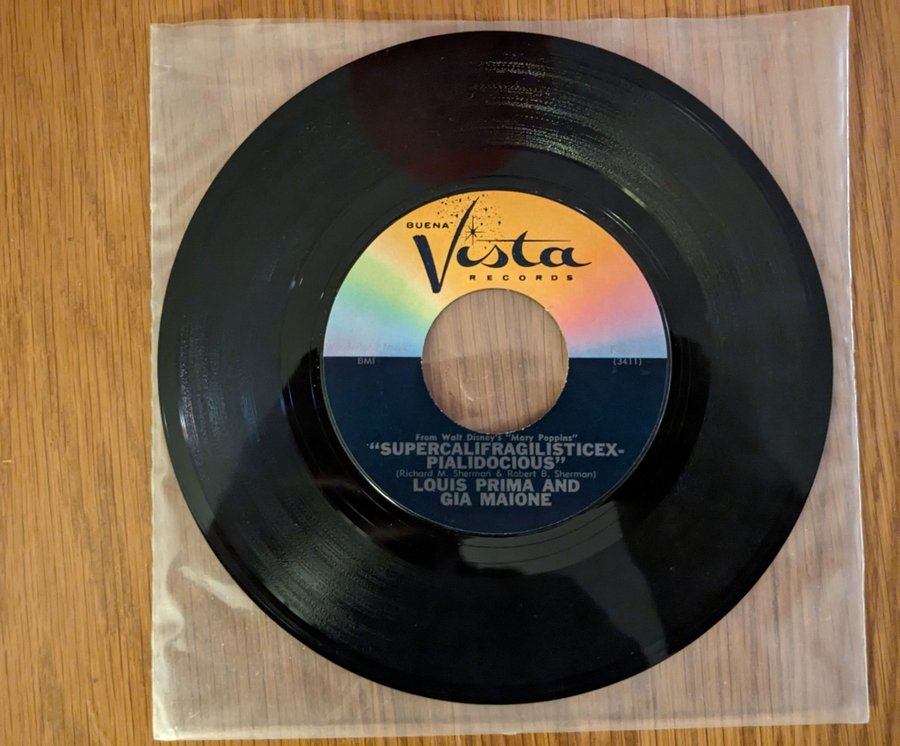 BUENA
Vista
RECORDS
BMI
(3411)
From Walt Disney's "Mary Poppins"
"SUPERCALIFRAGILISTICEX-
PIALIDOCIOUS"
(Richard M. Sherman & Robert B. Sherman)
LOUIS PRIMA AND
GIA MAIONE